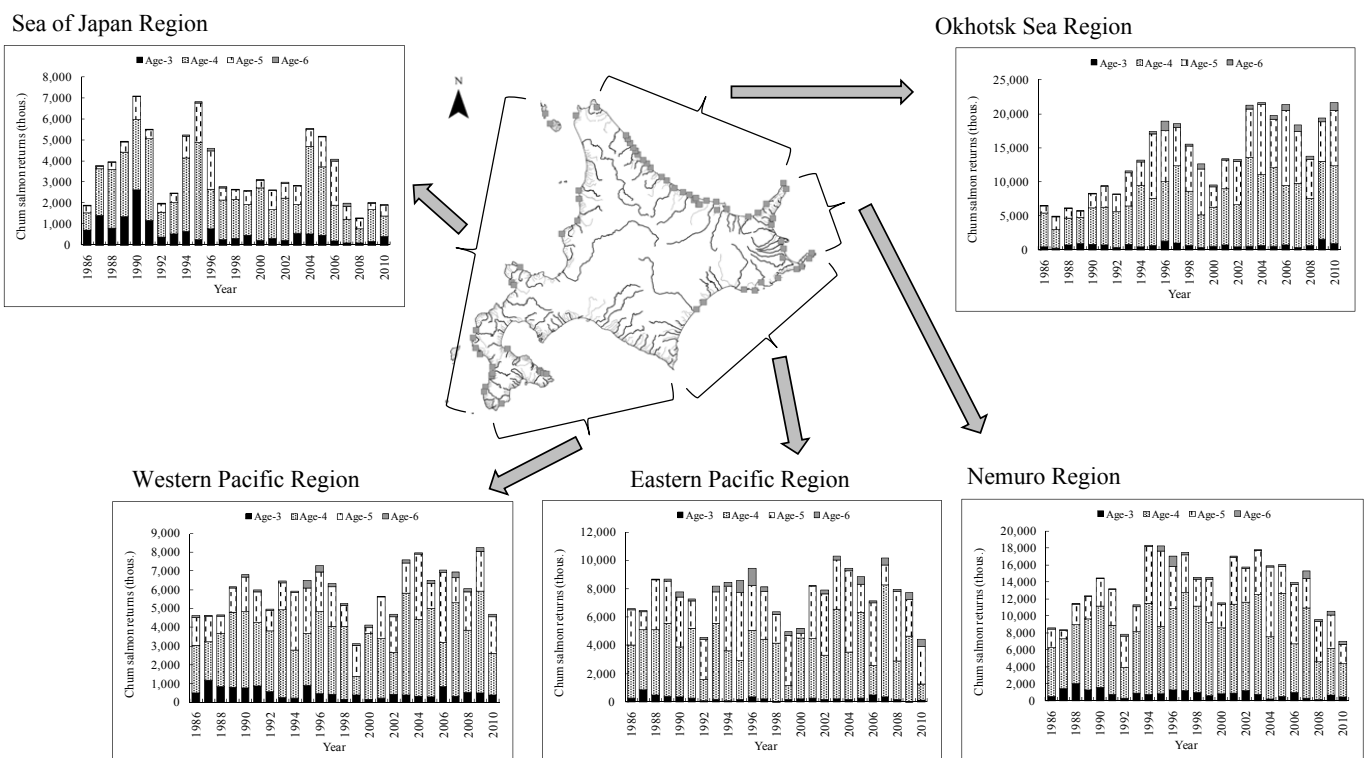 Sea of Japan Region
Age-3 Age-4 Age-5 Age-6
Chum salmon returns (thous.)
8,000
7,000
6,000
5,000
4,000
3,000
2,000
1,000
0
1986 1988 1990 1992 1994 1996 1998 2000 2002 2004 2006 2008 2010
Year
N
Okhotsk Sea Region
Age-3 Age-4 Age-5 Age-6
Chum salmon returns (thous.)
25,000
20,000
15,000
10,000
5,000
0
1986 1988 1990 1992 1994 1996 1998 2000 2002 2004 2006 2008 2010
Year
Western Pacific Region
Age-3 Age-4 Age-5 Age-6
Chum salmon returns (thous.)
9,000
8,000
7,000
6,000
5,000
4,000
3,000
2,000
1,000
0
1986 1988 1990 1992 1994 1996 1998 2000 2002 2004 2006 2008 2010
Year
Eastern Pacific Region
Age-3 Age-4 Age-5 Age-6
Chum salmon returns (thous.)
12,000
10,000
8,000
6,000
4,000
2,000
0
1986 1988 1990 1992 1994 1996 1998 2000 2002 2004 2006 2008 2010
Year
Nemuro Region
Age-3 Age-4 Age-5 Age-6
Chum salmon returns (thous.)
20,000
18,000
16,000
14,000
12,000
10,000
8,000
6,000
4,000
2,000
0
1986 1988 1990 1992 1994 1996 1998 2000 2002 2004 2006 2008 2010
Year